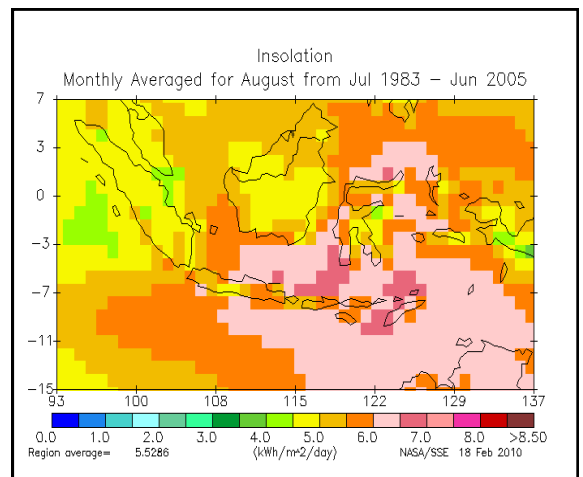 Insolation
Monthly Averaged for August from Jul 1983 – Jun 2005
7
3
0
−3
−7
−11
−15
93 100 108 115 122 129 137
0.0 1.0 2.0 3.0 4.0 5.0 6.0 7.0 8.0 >8.50
Region average= 5.5286 (kWh/m^2/day) NASA/SSE 18 Feb 2010